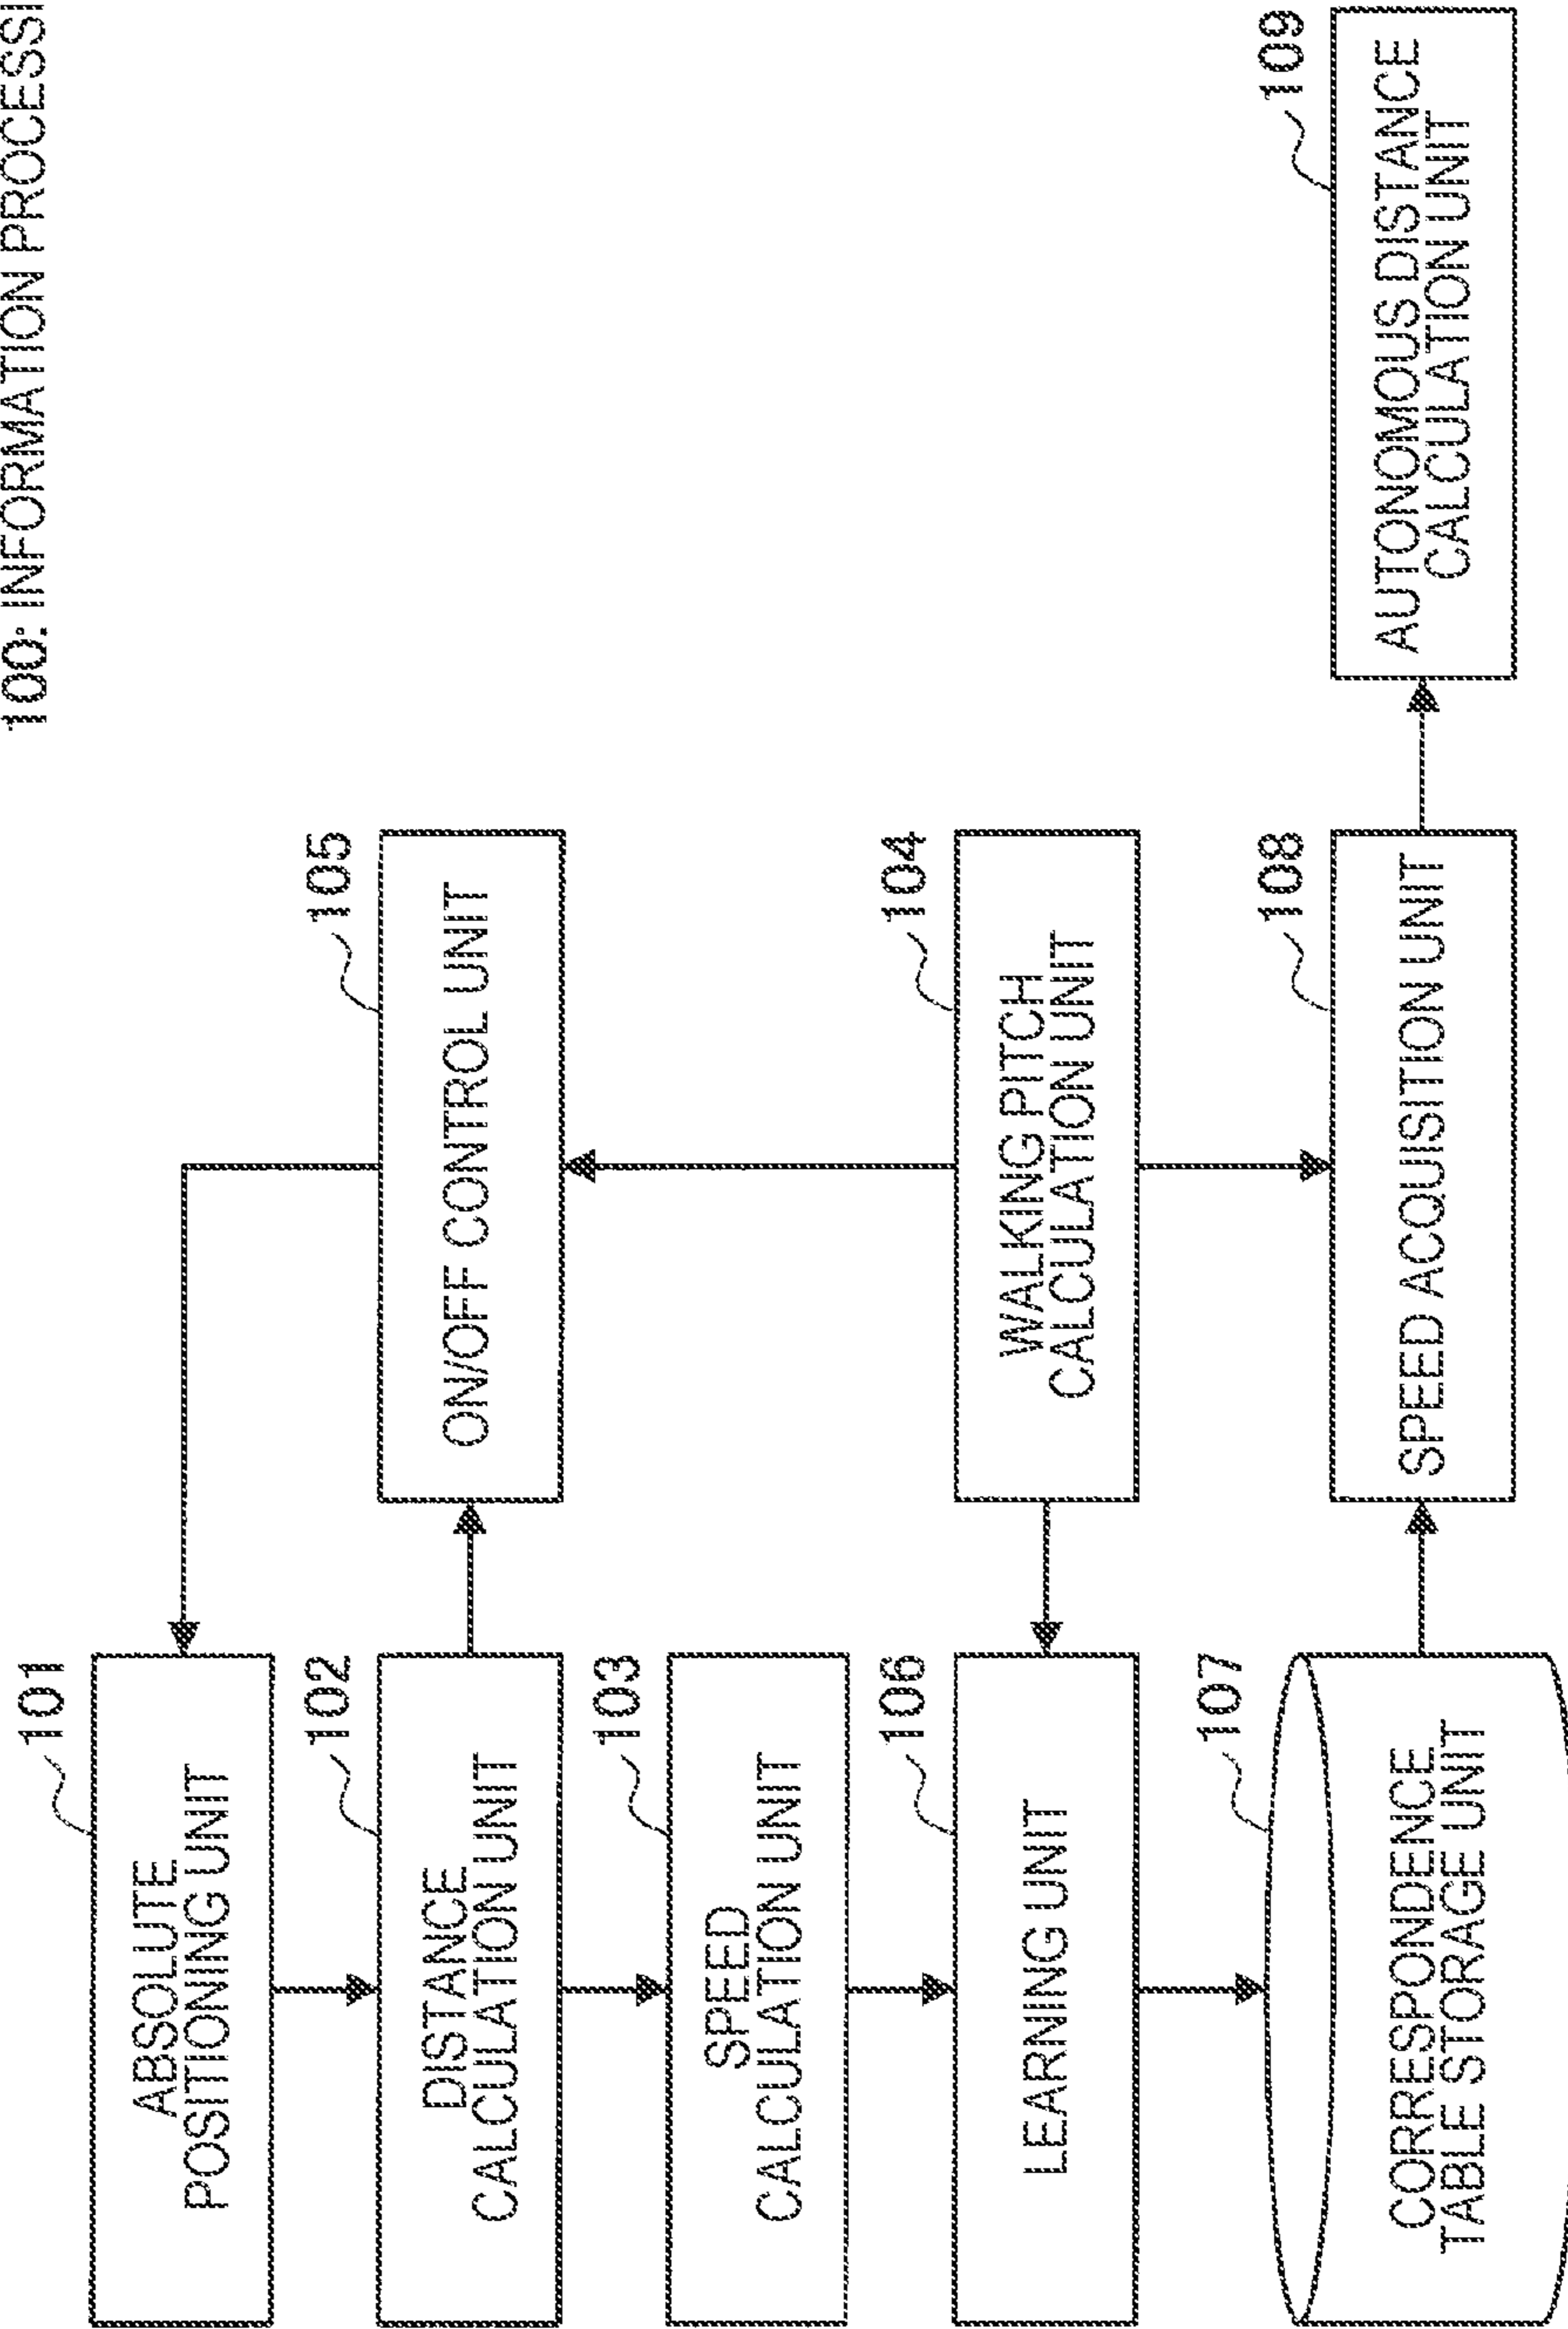 100: INFORMATION PROCESSI
101
ABSOLUTE
POSITIONING UNIT
102
DISTANCE
CALCULATION UNIT
105
ON/OFF CONTROL UNIT
103
SPEED
CALCULATION UNIT
106
LEARNING UNIT
104
WALKING PITCH
CALCULATION UNIT
107
CORRESPONDENCE
TABLE STORAGE UNIT
108
SPEED ACQUISITION UNIT
109
AUTONOMOUS DISTANCE
CALCULATION UNIT